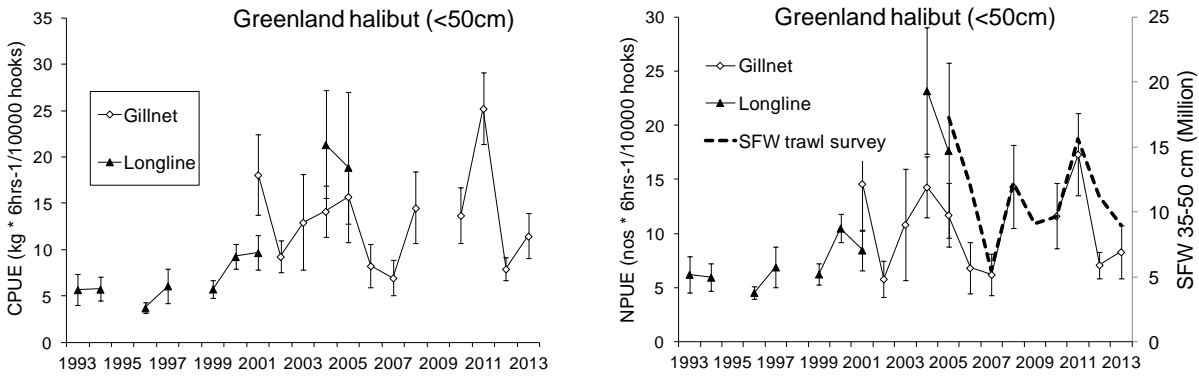 Greenland halibut (<50cm)
35
30
25
20
15
10
5
0
CPUE (kg * 6hrs-1/10000 hooks)
Gillnet
Longline
1993 1995 1997 1999 2001 2003 2005 2007 2009 2011 2013
Greenland halibut (<50cm)
30
25
20
15
10
5
0
NPUE (nos * 6hrs-1/10000 hooks)
Gillnet
Longline
SFW trawl survey
25
20
15
10
5
0
SFW 35-50 cm (Million)
1993 1995 1997 1999 2001 2003 2005 2007 2009 2011 2013